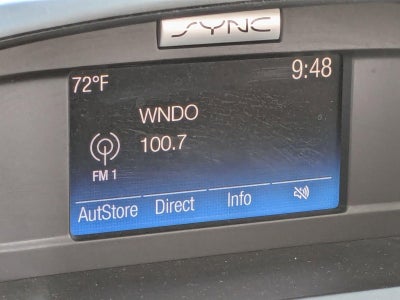 SYNC
72°F 9:48
WNDO
100.7
FM 1
AutStore Direct Info